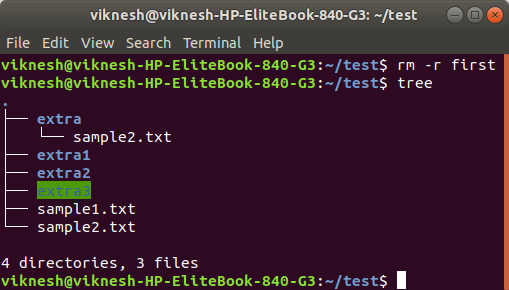 viknesh@viknesh-HP-EliteBook-840-G3: ~/test
File Edit View Search Terminal Help
viknesh@viknesh-HP-EliteBook-840-G3:~/test$ rm -r first
viknesh@viknesh-HP-EliteBook-840-G3:~/test$ tree
.
├── extra
│   └── sample2.txt
├── extra1
├── extra2
├── extra3
├── sample1.txt
└── sample2.txt
4 directories, 3 files
viknesh@viknesh-HP-EliteBook-840-G3:~/test$